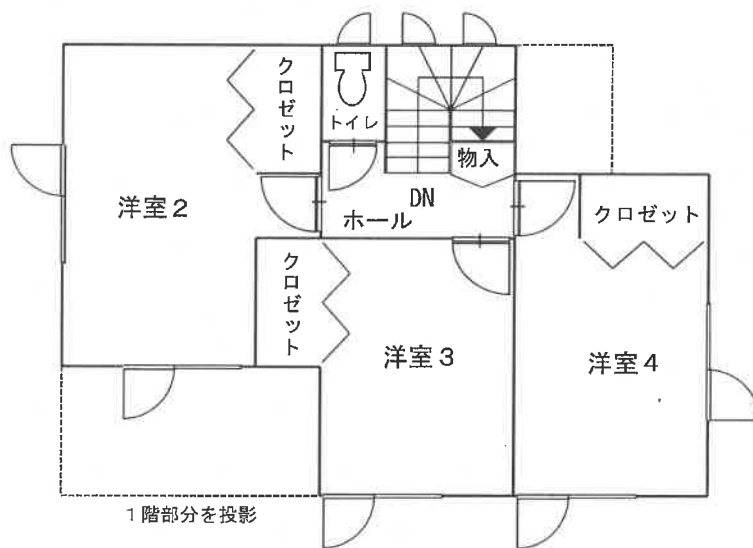 クロゼット
トイレ
物入
洋室2
DN
ホール
クロゼット
クロゼット
洋室3
洋室4
1階部分を投影